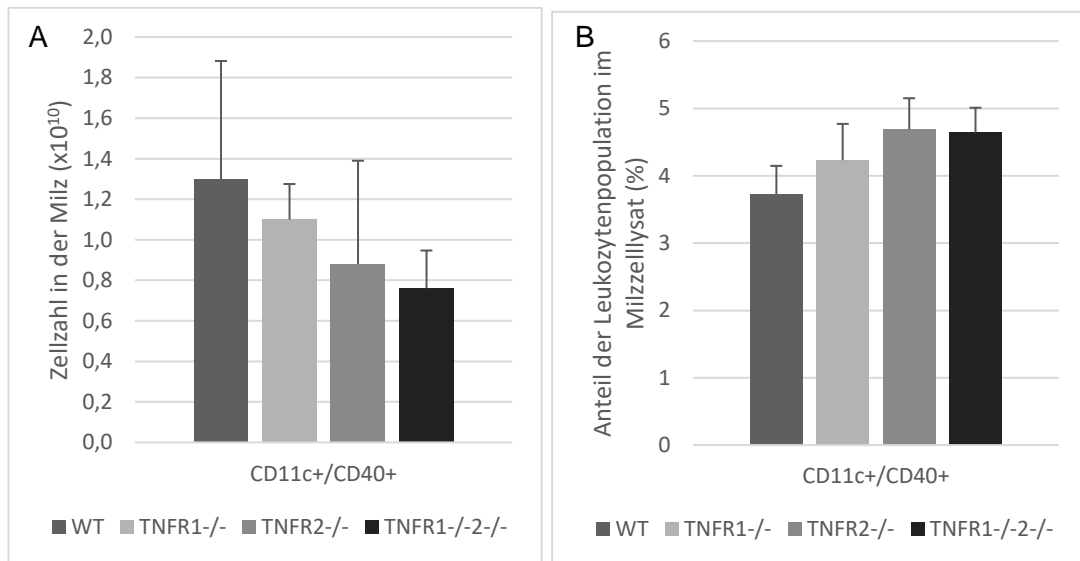 A
Zellzahl in der Milz (x10¹⁰)
2,0
1,8
1,6
1,4
1,2
1,0
0,8
0,6
0,4
0,2
0,0
CD11c+/CD40+
WT TNFR1-/- TNFR2-/- TNFR1-/-2-/-
B
Anteil der Leukozytenpopulation im
Milzzelllysat (%)
6
5
4
3
2
1
0
CD11c+/CD40+
WT TNFR1-/- TNFR2-/- TNFR1-/-2-/-